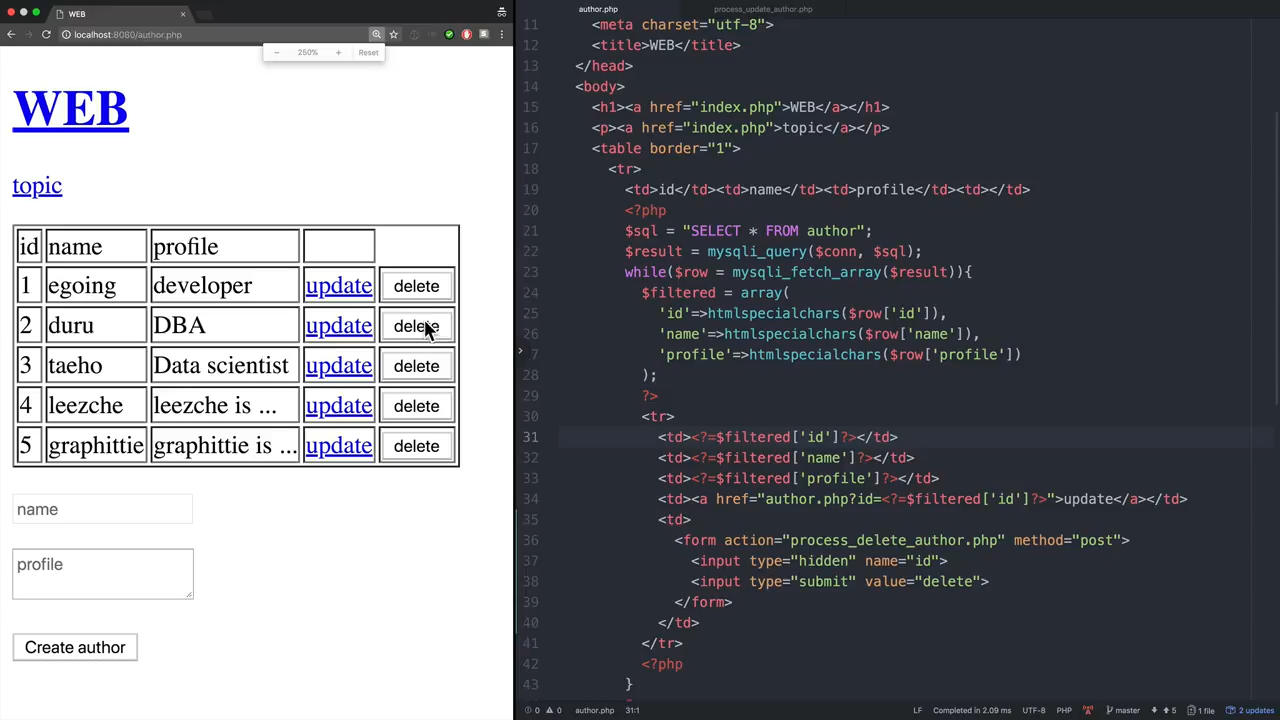 WEB
localhost:8080/author.php
250%
Reset
WEB
topic
id name profile
1 egoing developer update delete
2 duru DBA update delete
3 taeho Data scientist update delete
4 leezche leezche is ... update delete
5 graphittie graphittie is ... update delete
name
profile
Create author
author.php process_update_author.php
11 <meta charset="utf-8">
12 <title>WEB</title>
13 </head>
14 <body>
15 <h1><a href="index.php">WEB</a></h1>
16 <p><a href="index.php">topic</a></p>
17 <table border="1">
18 <tr>
19 <td>id</td><td>name</td><td>profile</td><td></td>
20 <?php
21 $sql = "SELECT * FROM author";
22 $result = mysqli_query($conn, $sql);
23 while($row = mysqli_fetch_array($result)){
24 $filtered = array(
25 'id'=>htmlspecialchars($row['id']),
26 'name'=>htmlspecialchars($row['name']),
7 'profile'=>htmlspecialchars($row['profile'])
28 );
29 ?>
30 <tr>
31 <td><?=$filtered['id']?></td>
32 <td><?=$filtered['name']?></td>
33 <td><?=$filtered['profile']?></td>
34 <td><a href="author.php?id=<?=$filtered['id']?>">update</a></td>
35 <td>
36 <form action="process_delete_author.php" method="post">
37 <input type="hidden" name="id">
38 <input type="submit" value="delete">
39 </form>
40 </td>
41 </tr>
42 <?php
43 }
0 0 author.php 31:1 LF Completed in 2.09 ms UTF-8 PHP master 5 1 file 2 updates